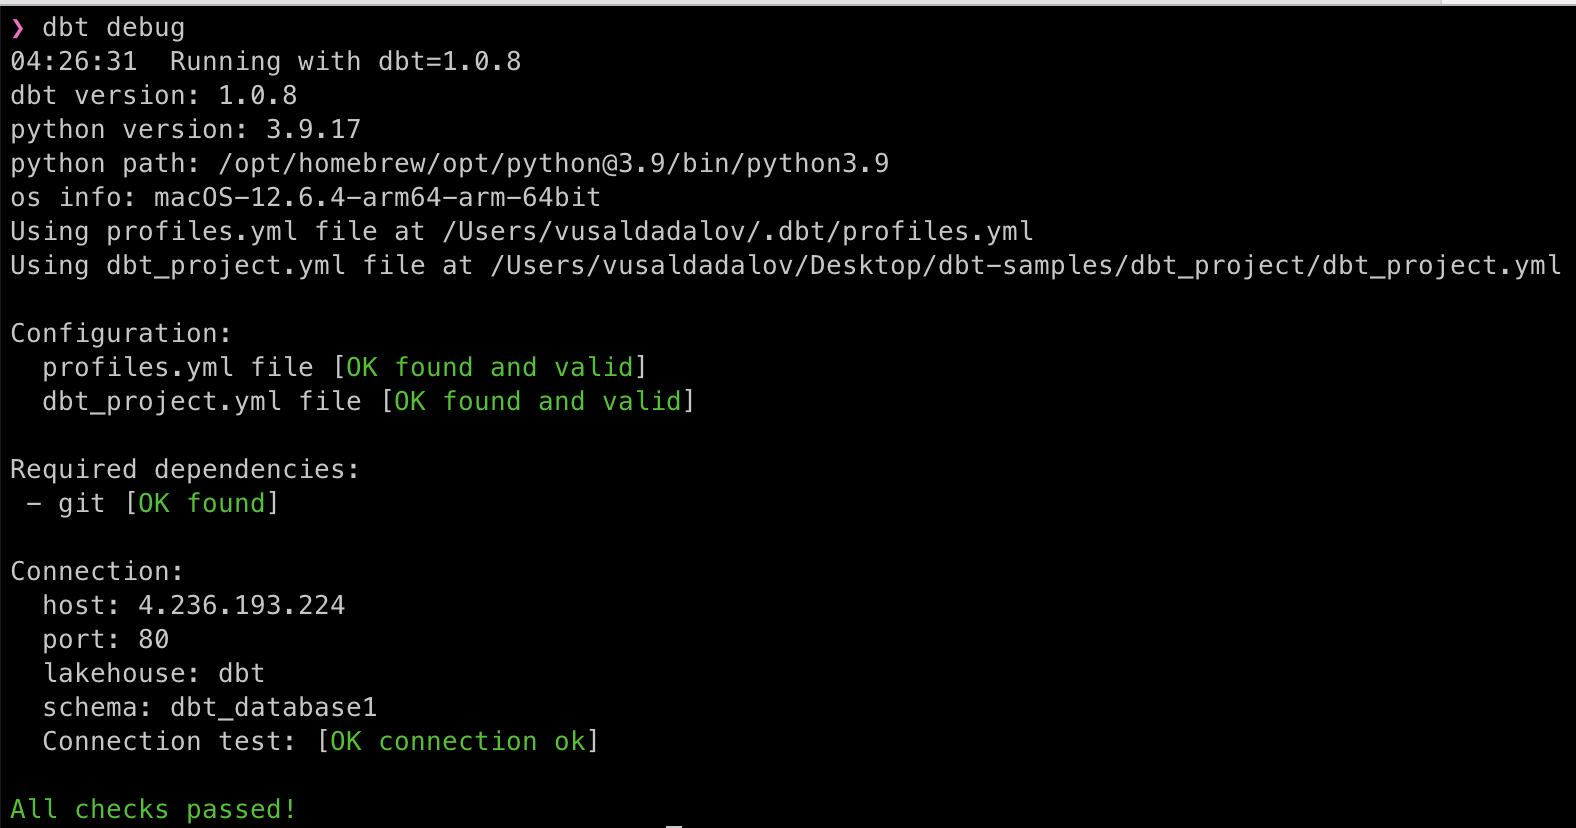 ❯ dbt debug
04:26:31  Running with dbt=1.0.8
dbt version: 1.0.8
python version: 3.9.17
python path: /opt/homebrew/opt/python@3.9/bin/python3.9
os info: macOS-12.6.4-arm64-arm-64bit
Using profiles.yml file at /Users/vusaldadalov/.dbt/profiles.yml
Using dbt_project.yml file at /Users/vusaldadalov/Desktop/dbt-samples/dbt_project/dbt_project.yml

Configuration:
  profiles.yml file [OK found and valid]
  dbt_project.yml file [OK found and valid]

Required dependencies:
 - git [OK found]

Connection:
  host: 4.236.193.224
  port: 80
  lakehouse: dbt
  schema: dbt_database1
  Connection test: [OK connection ok]

All checks passed!